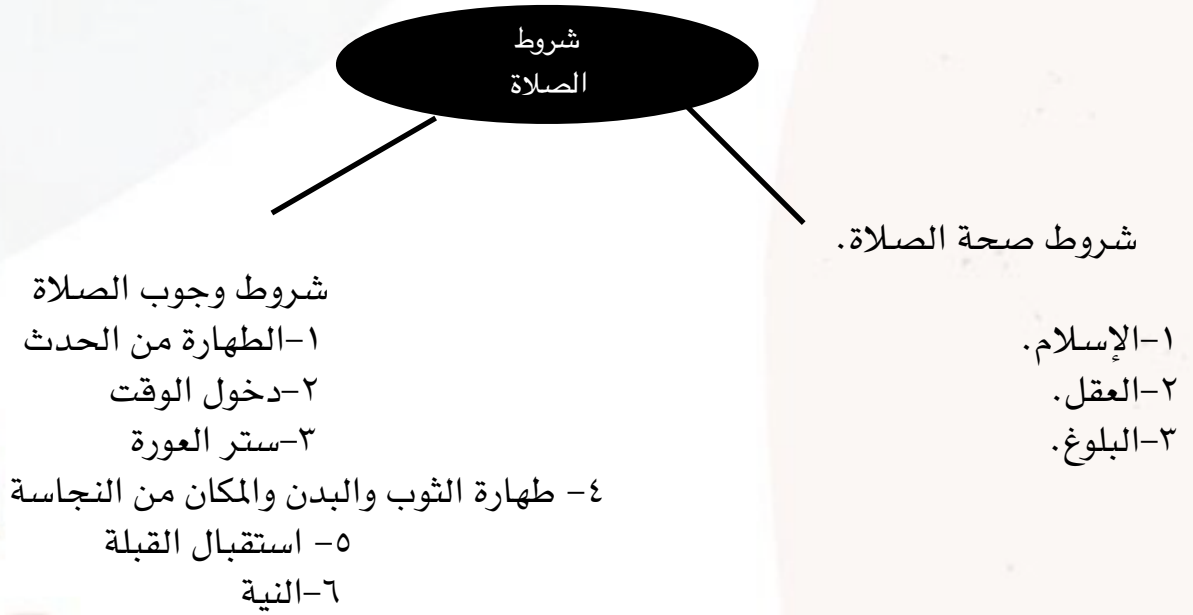 شروط
الصلاة
شروط صحة الصلاة.
١-الإسلام.
٢-العقل.
٣-البلوغ.
شروط وجوب الصلاة
١-الطهارة من الحدث
٢-دخول الوقت
٣-ستر العورة
٤- طهارة الثوب والبدن والمكان من النجاسة
٥- استقبال القبلة
٦-النية